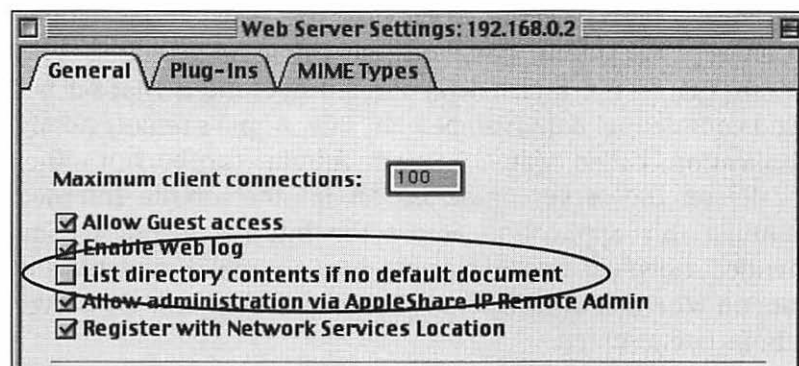 Web Server Settings: 192.168.0.2
General Plug-Ins MIME Types
Maximum client connections: 100
Allow Guest access
Enable Web log
List directory contents if no default document
Allow administration via AppleShare IP Remote Admin
Register with Network Services Location